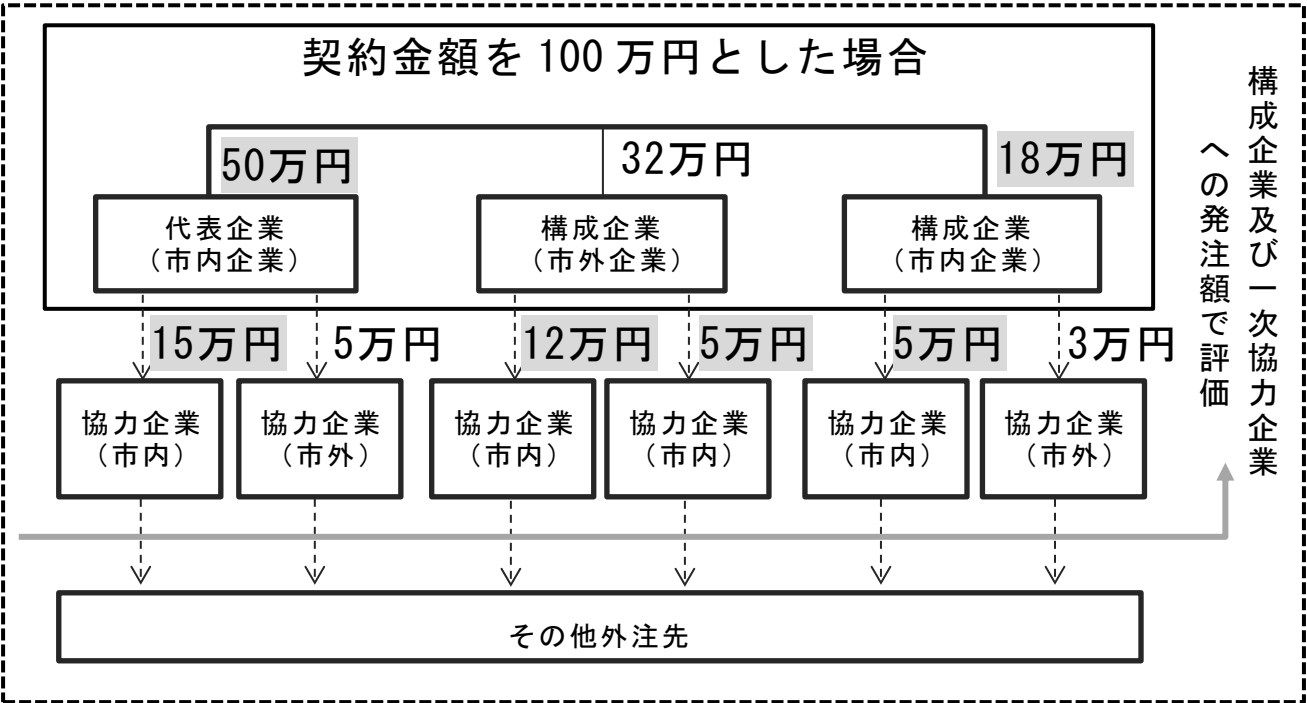 契約金額を100万円とした場合
50万円
32万円
18万円
代表企業
（市内企業）
構成企業
（市外企業）
構成企業
（市内企業）
15万円
5万円
12万円
5万円
5万円
3万円
協力企業
（市内）
協力企業
（市外）
協力企業
（市内）
協力企業
（市内）
協力企業
（市内）
協力企業
（市外）
その他外注先
構成企業及び一次協力企業
への発注額で評価